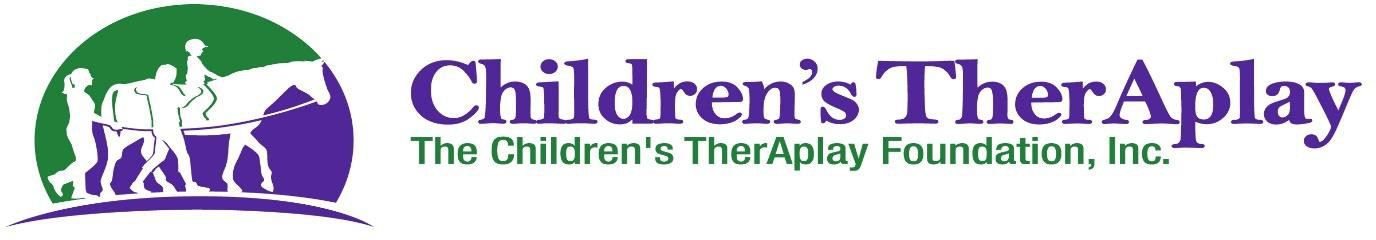 Children’s TherAplay
The Children's TherAplay Foundation, Inc.